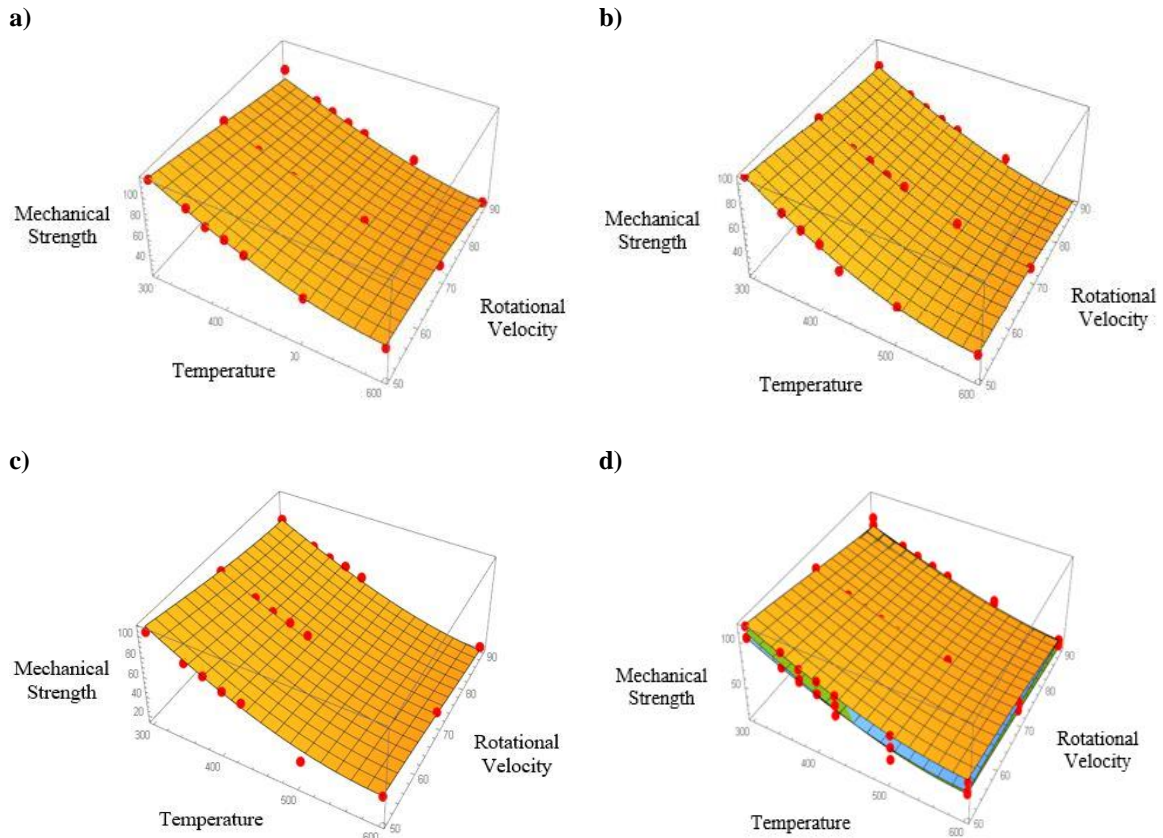 a)
100
80
60
40
300
400
00
600
50
60
70
80
90
Mechanical
Strength
Temperature
Rotational
Velocity
b)
100
80
60
40
300
400
500
600
50
60
70
80
90
Mechanical
Strength
Temperature
Rotational
Velocity
c)
100
80
60
40
20
300
400
500
600
50
60
70
80
90
Mechanical
Strength
Temperature
Rotational
Velocity
d)
100
50
300
400
500
600
50
60
70
80
90
Mechanical
Strength
Temperature
Rotational
Velocity